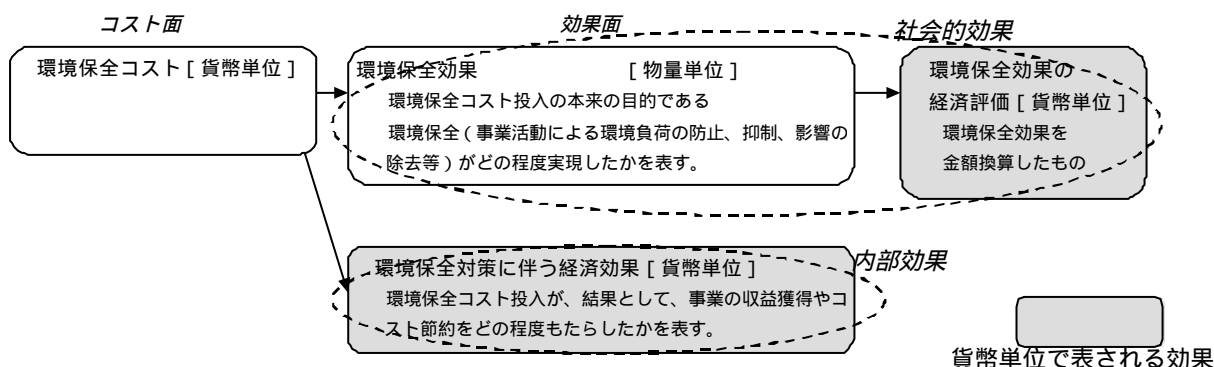 コスト面
効果面
社会的効果
環境保全コスト [ 貨幣単位 ]
環境保全効果 [ 物量単位 ]
環境保全コスト投入の本来の目的である
環境保全 ( 事業活動による環境負荷の防止、抑制、影響の
除去等 ) がどの程度実現したかを表す。
環境保全効果の
経済評価 [ 貨幣単位 ]
環境保全効果を
金額換算したもの
環境保全対策に伴う経済効果 [ 貨幣単位 ]
環境保全コスト投入が、結果として、事業の収益獲得やコ
スト節約をどの程度もたらしたかを表す。
内部効果
貨幣単位で表される効果